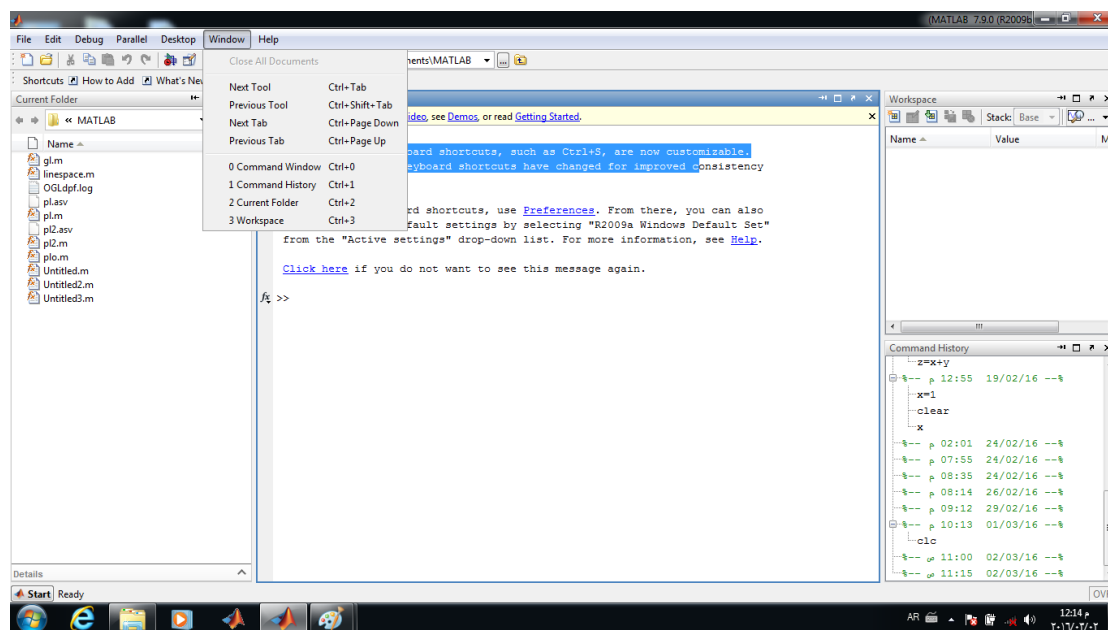 (MATLAB 7.9.0 (R2009b
File Edit Debug Parallel Desktop Window Help
ents\MATLAB
Shortcuts How to Add What's Ne
Close All Documents
Next Tool Ctrl+Tab
Previous Tool Ctrl+Shift+Tab
Next Tab Ctrl+Page Down
Previous Tab Ctrl+Page Up
0 Command Window Ctrl+0
1 Command History Ctrl+1
2 Current Folder Ctrl+2
3 Workspace Ctrl+3
Current Folder
« MATLAB
Name
gl.m
linespace.m
OGLdpf.log
pl.asv
pl.m
pl2.asv
pl2.m
plo.m
Untitled.m
Untitled2.m
Untitled3.m
Details
ideo, see Demos, or read Getting Started.
oard shortcuts, such as Ctrl+S, are now customizable.
eyboard shortcuts have changed for improved consistency
rd shortcuts, use Preferences. From there, you can also
fault settings by selecting "R2009a Windows Default Set"
from the "Active settings" drop-down list. For more information, see Help.
Click here if you do not want to see this message again.
fx >>
Workspace
Stack: Base
Name Value M
Command History
z=x+y
%-- م 12:55 19/02/16 --%
x=1
clear
x
%-- م 02:01 24/02/16 --%
%-- م 07:55 24/02/16 --%
%-- م 08:35 24/02/16 --%
%-- م 08:14 26/02/16 --%
%-- م 09:12 29/02/16 --%
%-- م 10:13 01/03/16 --%
clc
%-- ص 11:00 02/03/16 --%
%-- ص 11:15 02/03/16 --%
Start Ready OV
AR
12:14 م
٢٠١٦/٠٣/٠٢